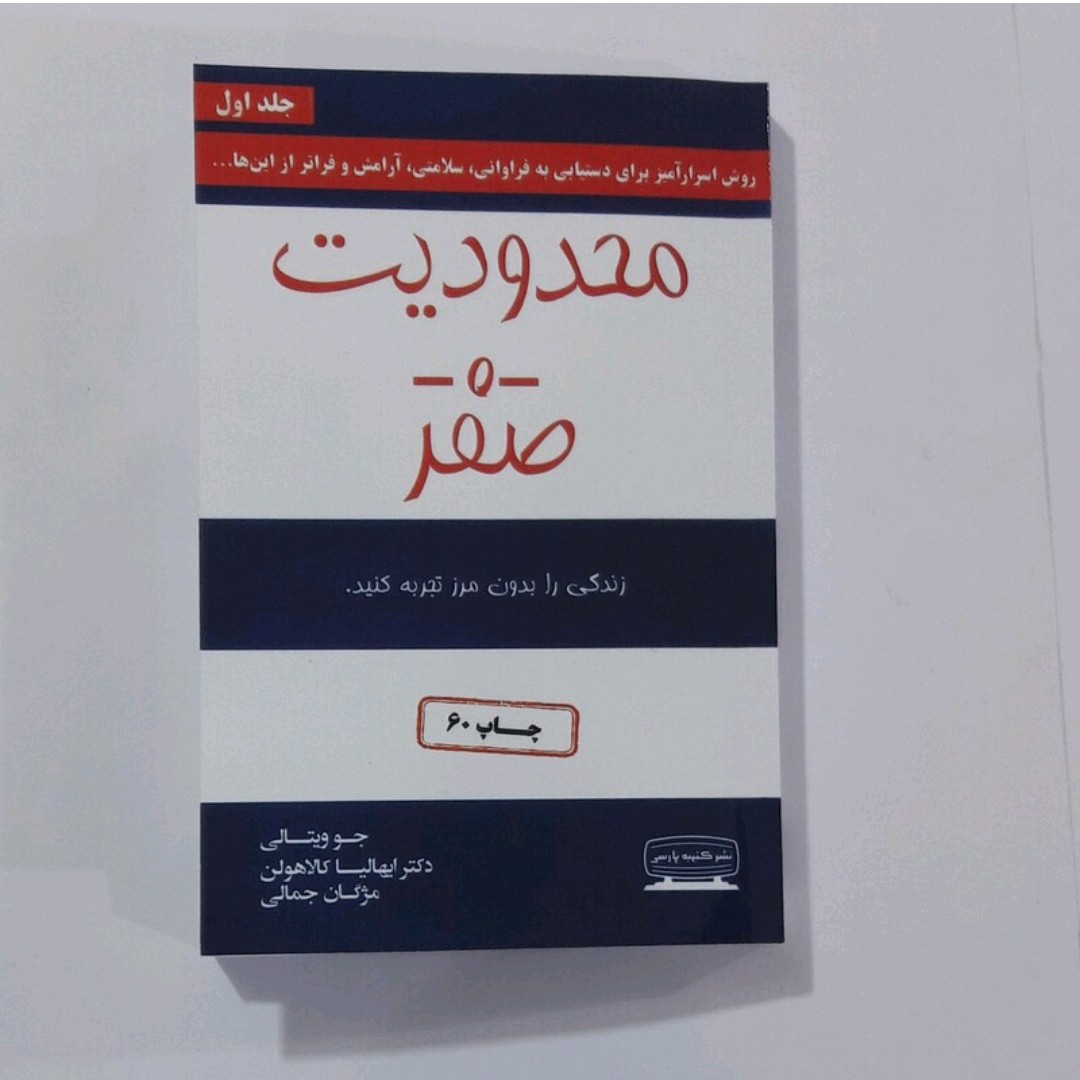 جلد اول
روش اسرارآمیز برای دستیابی به فراوانی، سلامتی، آرامش و فراتر از این‌ها...
محدودیت
صفر
زندگی را بدون مرز تجربه کنید.
چاپ ۶۰
جو ویتالی
دکتر ایهالیا کالاهولن
مژگان جمالی
نشر کتیبه پارسی